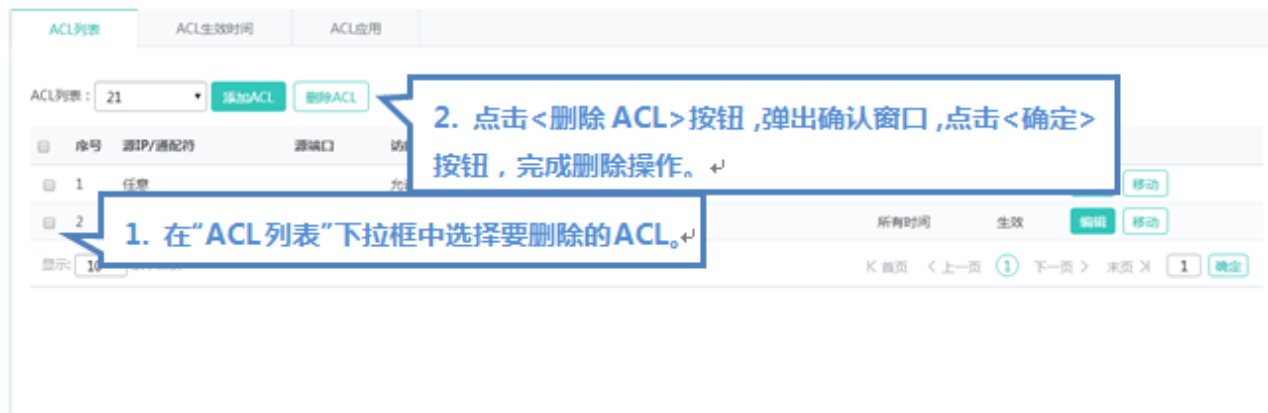 ACL列表 ACL生效时间 ACL应用
ACL列表： 21 添加ACL 删除ACL
2. 点击<删除 ACL>按钮 ,弹出确认窗口 ,点击<确定>
按钮，完成删除操作。
序号 源IP/通配符 源端口
1 任意 移动
1. 在“ACL 列表”下拉框中选择要删除的ACL。
2 所有时间 生效 编辑 移动
显示: 10 K 首页 < 上一页 1 下一页 > 末页 1 确定